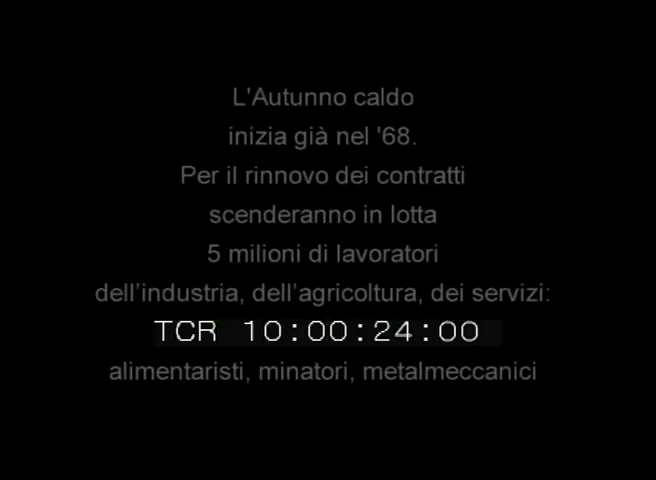 L'Autunno caldo
inizia già nel '68.
Per il rinnovo dei contratti
scenderanno in lotta
5 milioni di lavoratori
dell’industria, dell’agricoltura, dei servizi:
TCR 10:00:24:00
alimentaristi, minatori, metalmeccanici